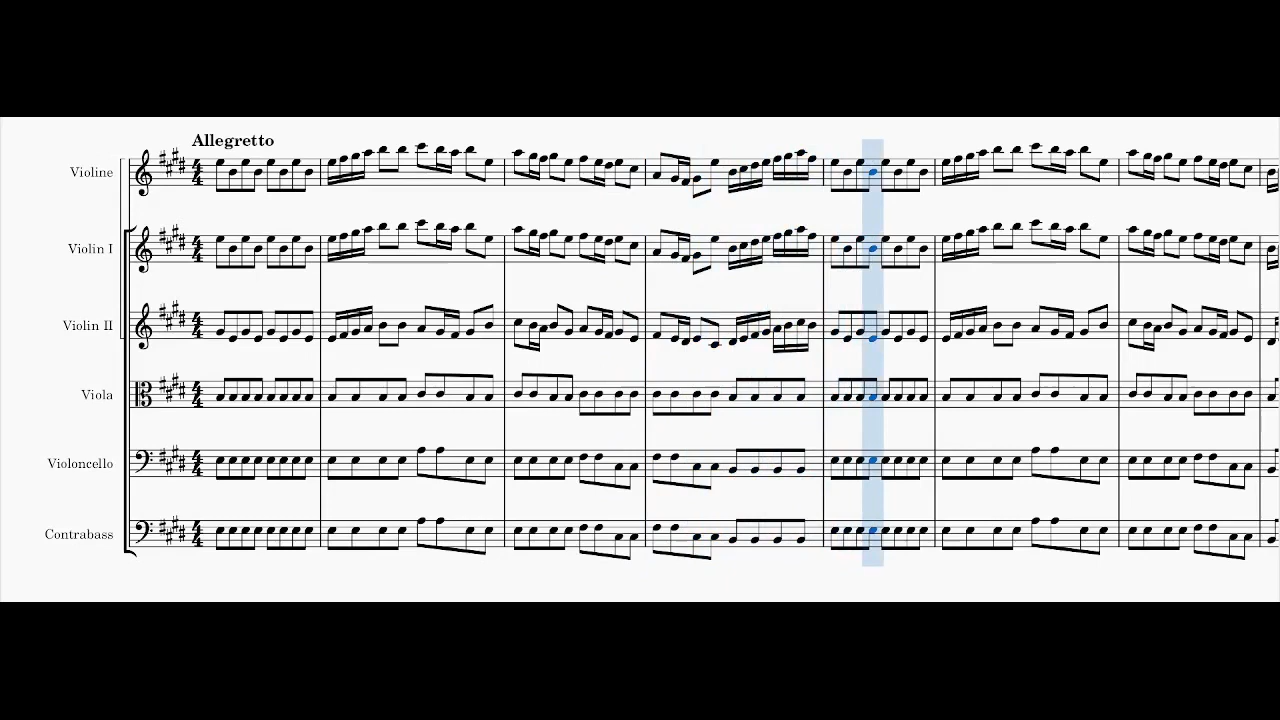 Allegretto
Violine
Violin I
Violin II
Viola
Violoncello
Contrabass